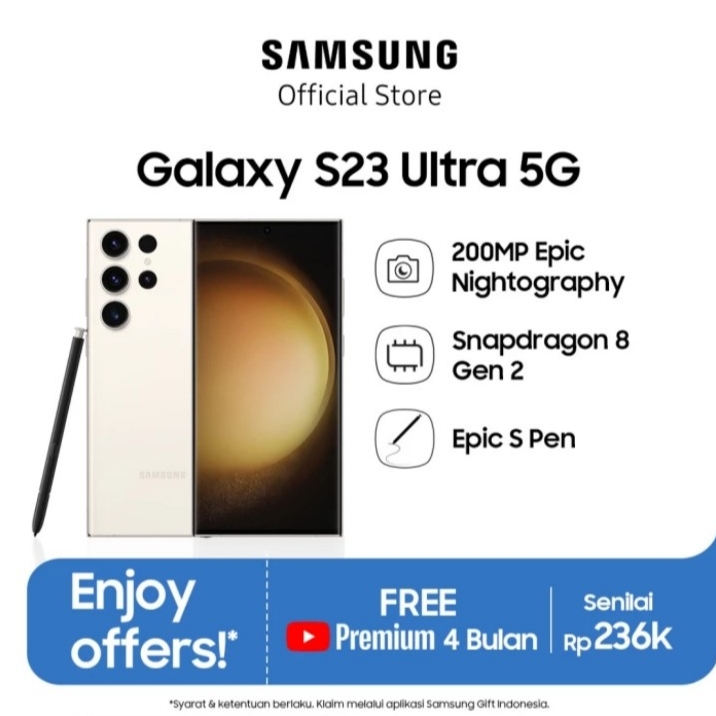 SAMSUNG
Official Store
Galaxy S23 Ultra 5G
200MP Epic
Nightography
Snapdragon 8
Gen 2
Epic S Pen
SAMSUNG
Enjoy
offers!*
FREE
Premium 4 Bulan
Senilai
Rp236k
*Syarat & ketentuan berlaku. Klaim melalui aplikasi Samsung Gift Indonesia.